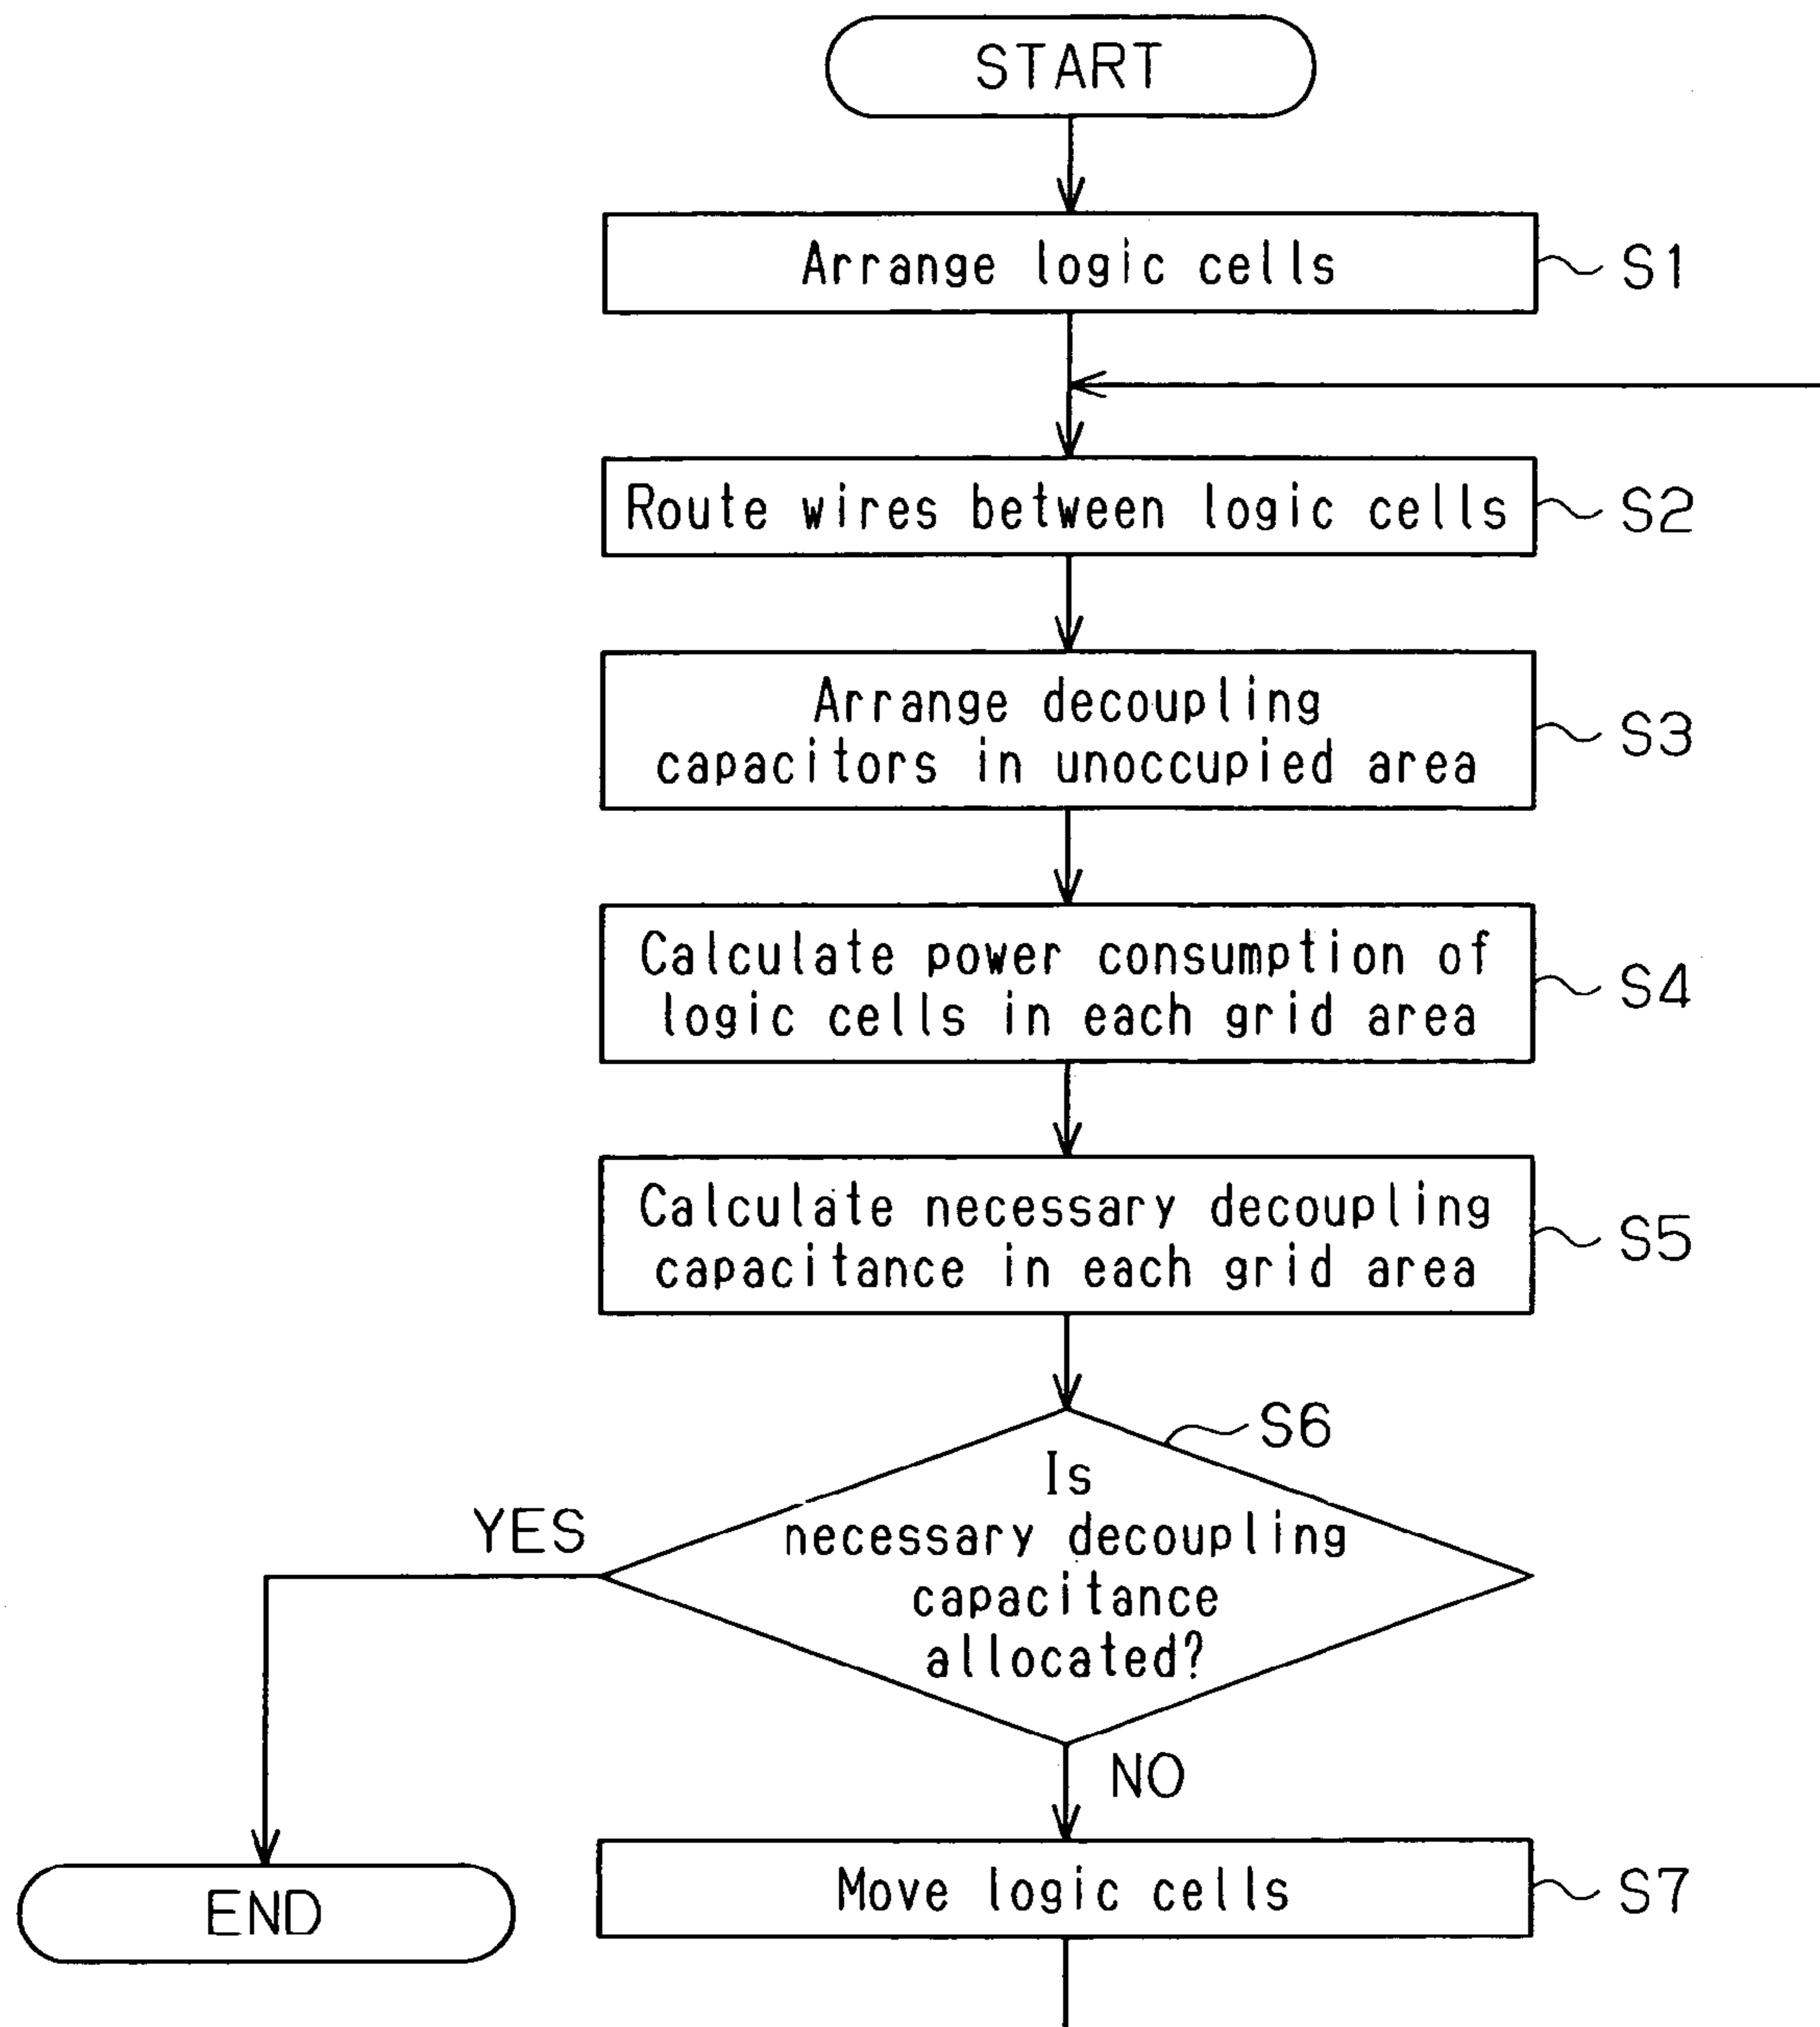 START
Arrange logic cells
S1
Route wires between logic cells
S2
Arrange decoupling
capacitors in unoccupied area
S3
Calculate power consumption of
logic cells in each grid area
S4
Calculate necessary decoupling
capacitance in each grid area
S5
S6
Is
necessary decoupling
capacitance
allocated?
YES
NO
END
Move logic cells
S7